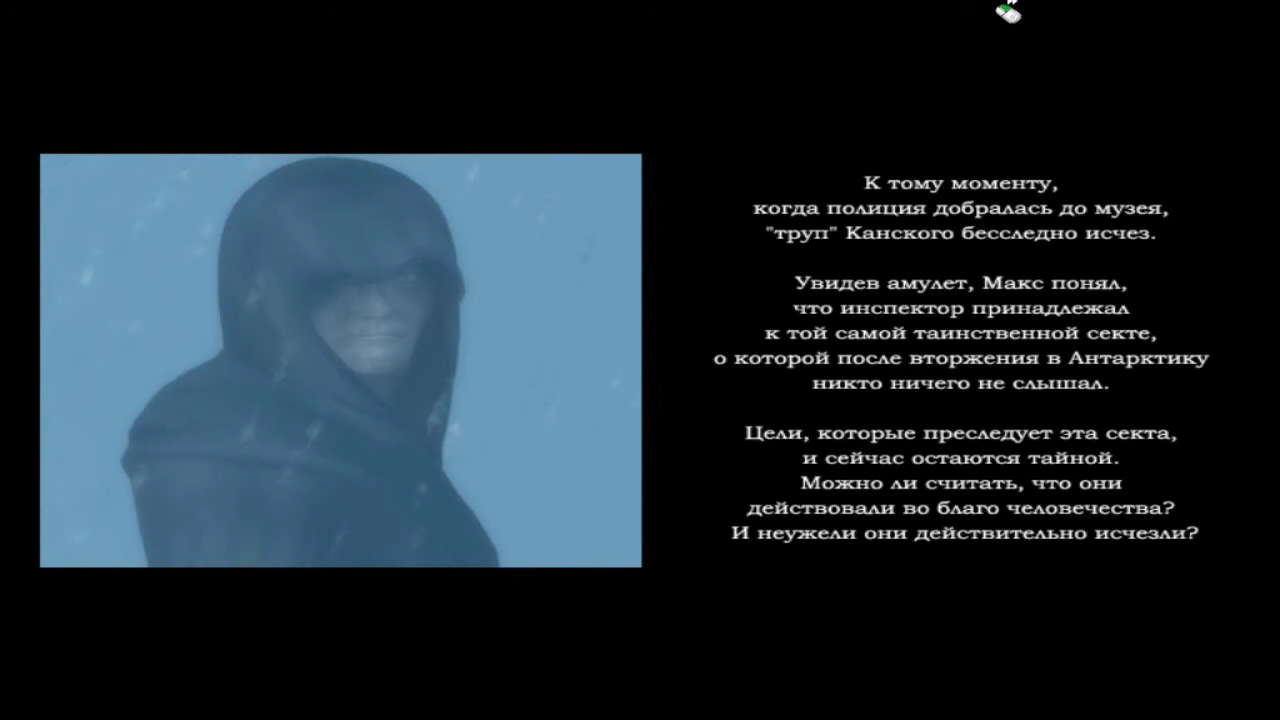 К тому моменту,
когда полиция добралась до музея,
"труп" Канского бесследно исчез.
Увидев амулет, Макс понял,
что инспектор принадлежал
к той самой таинственной секте,
о которой после вторжения в Антарктику
никто ничего не слышал.
Цели, которые преследует эта секта,
и сейчас остаются тайной.
Можно ли считать, что они
действовали во благо человечества?
И неужели они действительно исчезли?